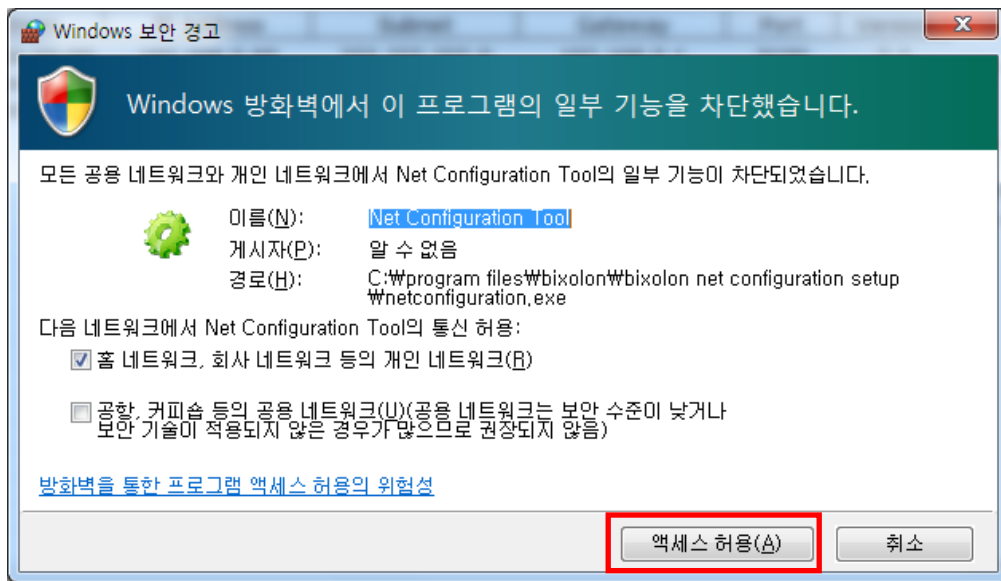 Windows 보안 경고
Subnet Gateway Port
Windows 방화벽에서 이 프로그램의 일부 기능을 차단했습니다.
모든 공용 네트워크와 개인 네트워크에서 Net Configuration Tool의 일부 기능이 차단되었습니다.
이름(N): Net Configuration Tool
게시자(P): 알 수 없음
경로(H): C:₩program files₩bixolon₩bixolon net configuration setup
₩netconfiguration.exe
다음 네트워크에서 Net Configuration Tool의 통신 허용:
홈 네트워크, 회사 네트워크 등의 개인 네트워크(R)
공항, 커피숍 등의 공용 네트워크(U)(공용 네트워크는 보안 수준이 낮거나
보안 기술이 적용되지 않은 경우가 많으므로 권장되지 않음)
방화벽을 통한 프로그램 액세스 허용의 위험성
액세스 허용(A) 취소